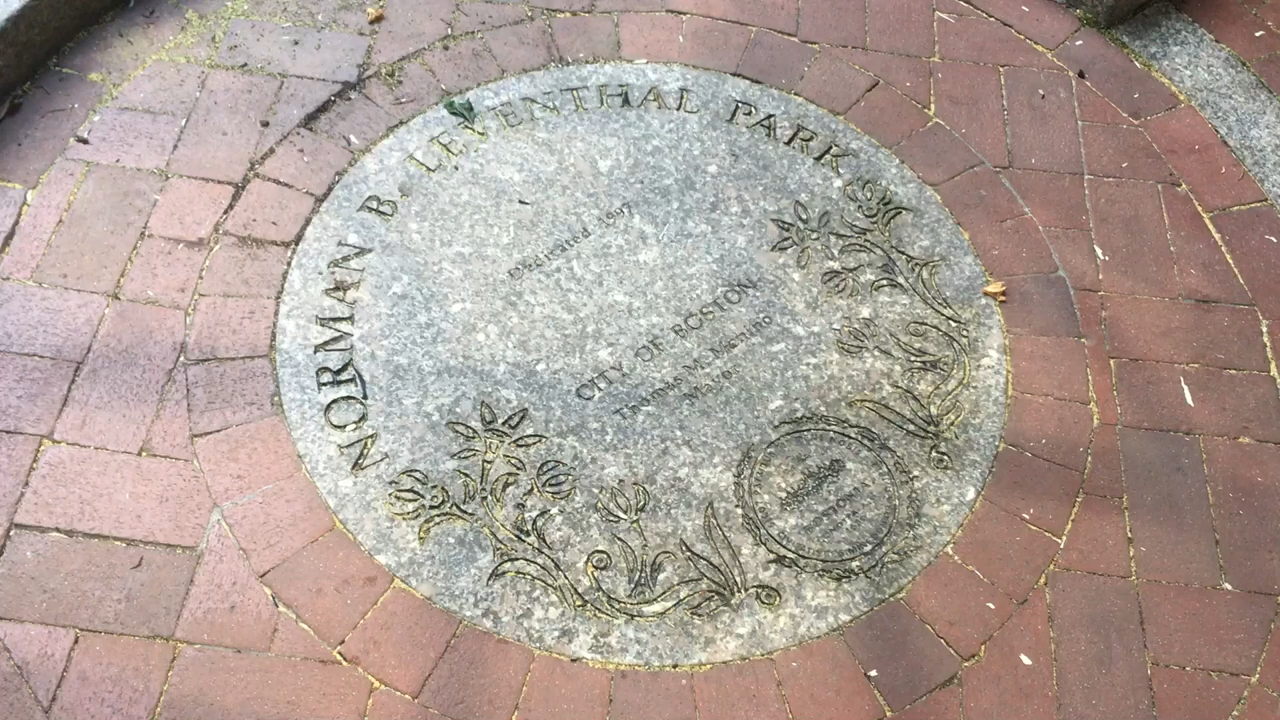 NORMAN B. LEVENTHAL PARK
Dedicated 1997
CITY OF BOSTON
Thomas M. Menino
Mayor